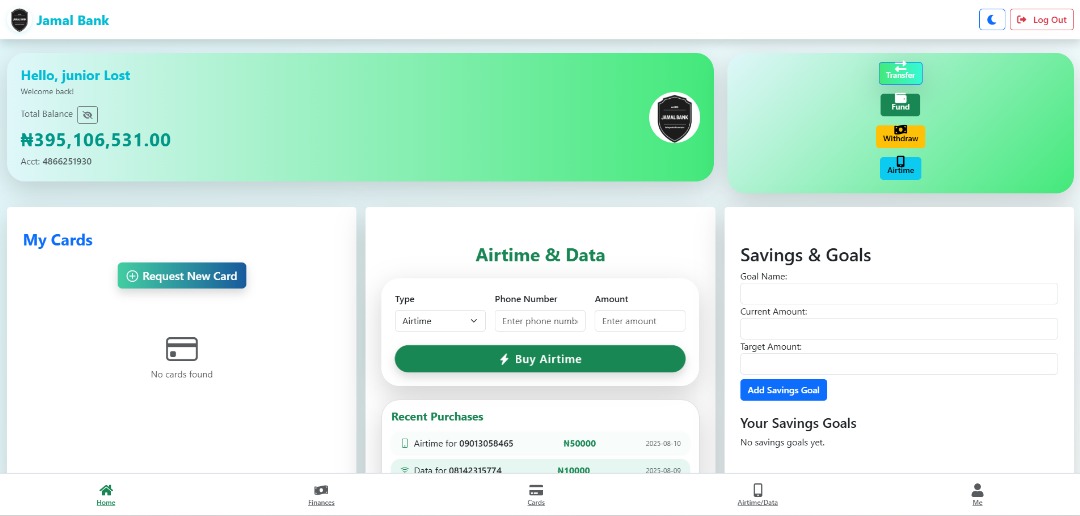 Jamal Bank
Log Out
Hello, junior Lost
Welcome back!
Total Balance
₦395,106,531.00
Acct: 4866251930
JAMAL BANK
Transfer
Fund
Withdraw
Airtime
My Cards
Request New Card
No cards found
Airtime & Data
Type Phone Number Amount
Airtime Enter phone numb Enter amount
Buy Airtime
Recent Purchases
Airtime for 09013058465 ₦50000 2025-08-10
Data for 08142315774 ₦10000 2025-08-09
Savings & Goals
Goal Name:
Current Amount:
Target Amount:
Add Savings Goal
Your Savings Goals
No savings goals yet.
Home
Finances
Cards
Airtime/Data
Me